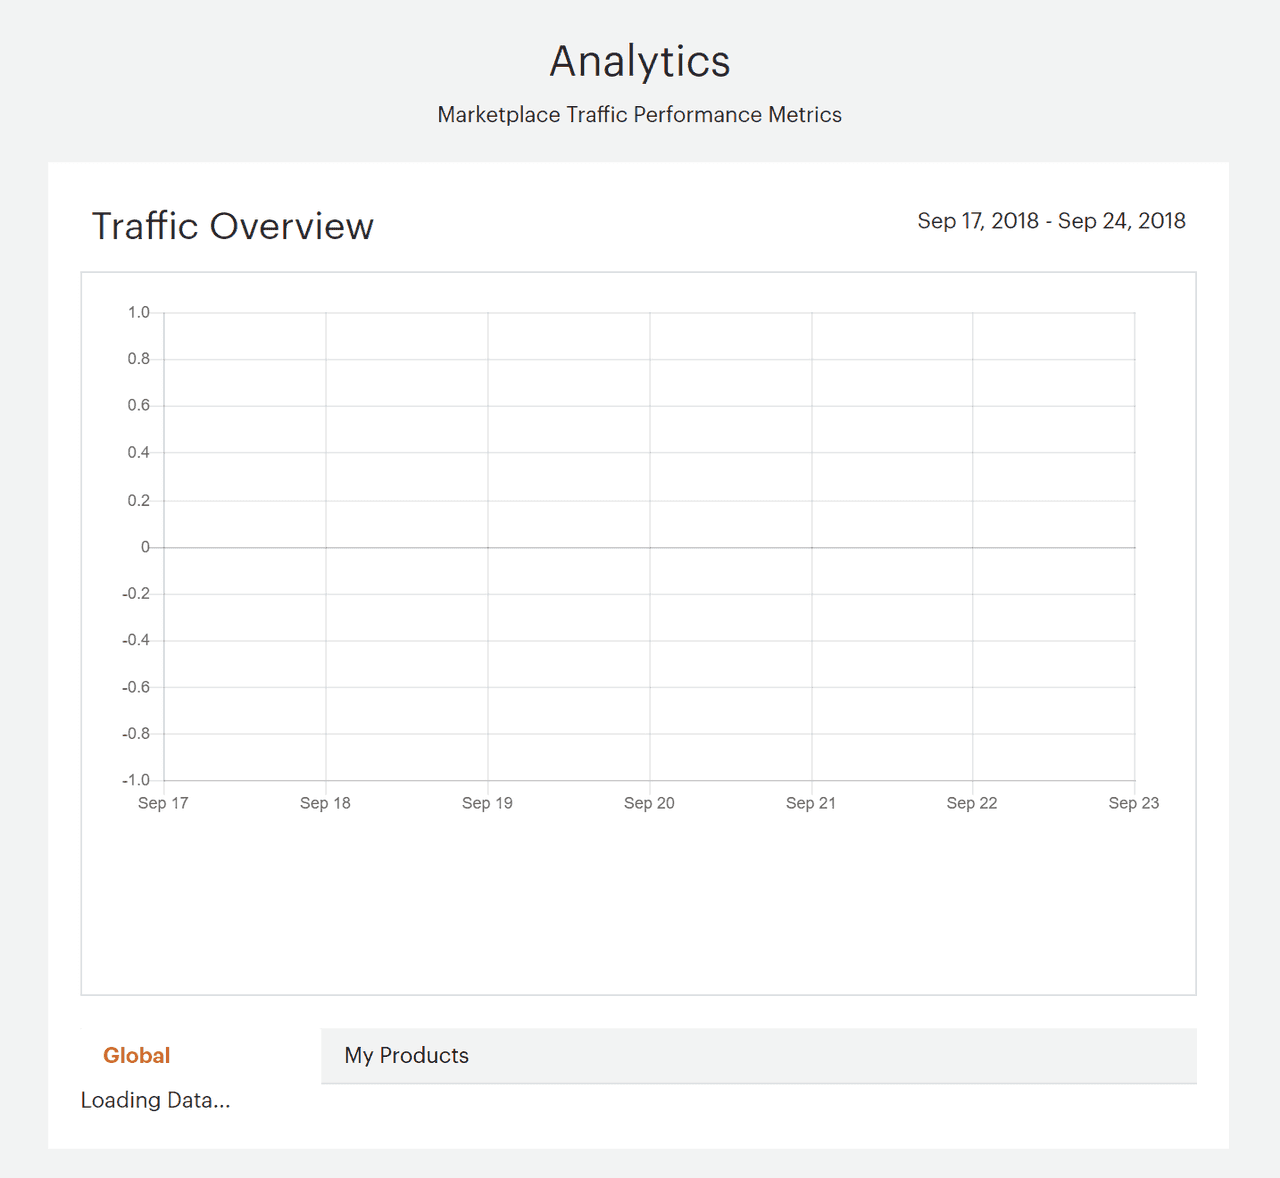 Analytics
Marketplace Traffic Performance Metrics
Traffic Overview
Sep 17, 2018 - Sep 24, 2018
1.0
0.8
0.6
0.4
0.2
0
-0.2
-0.4
-0.6
-0.8
-1.0
Sep 17 Sep 18 Sep 19 Sep 20 Sep 21 Sep 22 Sep 23
Global
My Products
Loading Data...